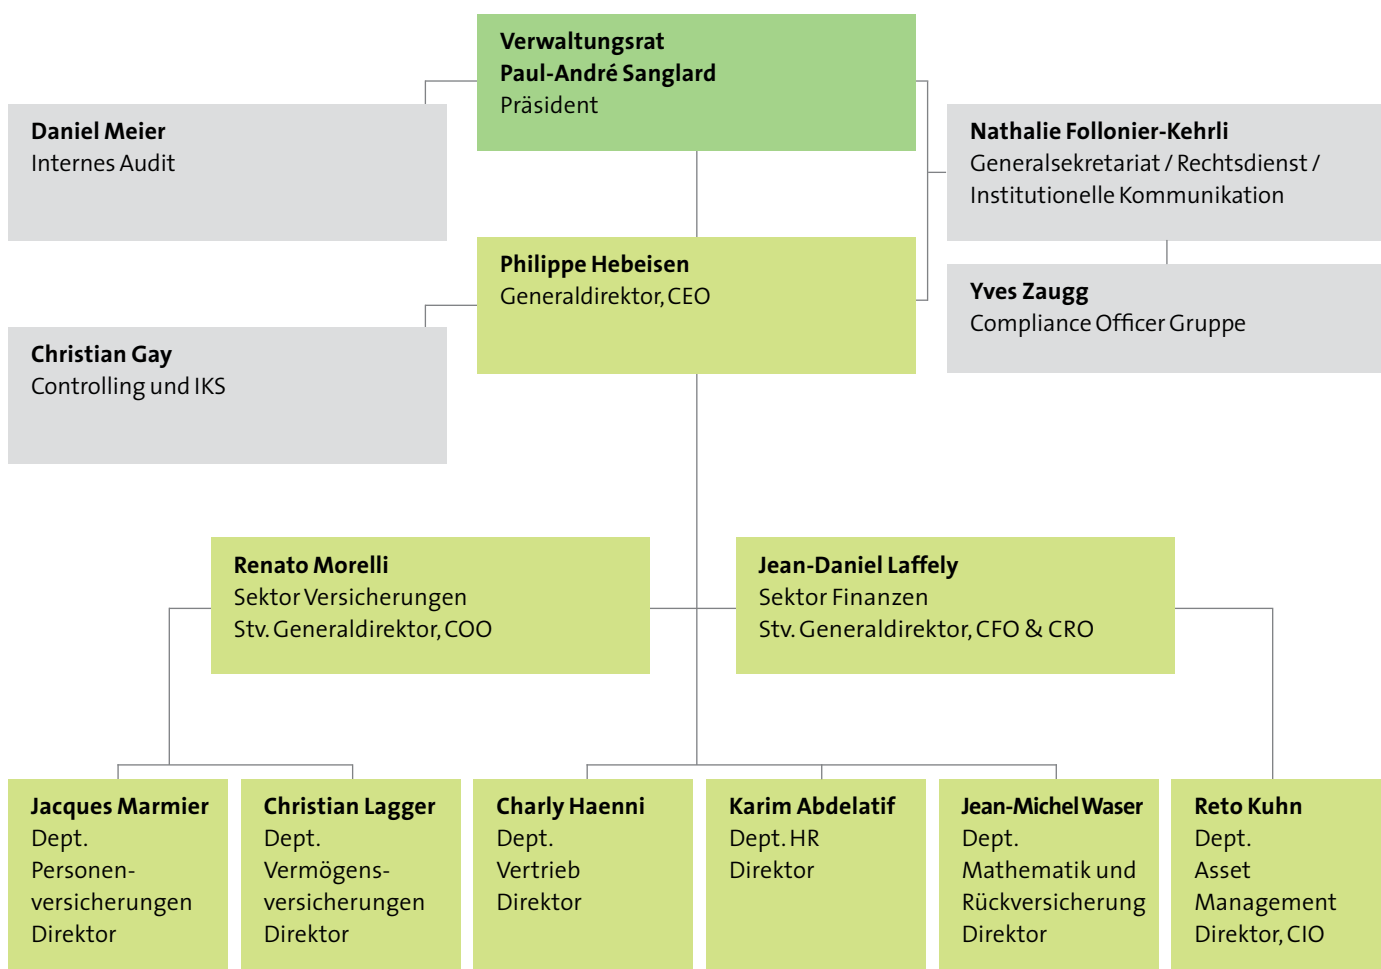 Verwaltungsrat
Paul-André Sanglard
Präsident
Daniel Meier
Internes Audit
Nathalie Follonier-Kehrli
Generalsekretariat / Rechtsdienst /
Institutionelle Kommunikation
Philippe Hebeisen
Generaldirektor, CEO
Yves Zaugg
Compliance Officer Gruppe
Christian Gay
Controlling und IKS
Renato Morelli
Sektor Versicherungen
Stv. Generaldirektor, COO
Jean-Daniel Laffely
Sektor Finanzen
Stv. Generaldirektor, CFO & CRO
Jacques Marmier
Dept.
Personen-
versicherungen
Direktor
Christian Lagger
Dept.
Vermögens-
versicherungen
Direktor
Charly Haenni
Dept.
Vertrieb
Direktor
Karim Abdelatif
Dept. HR
Direktor
Jean-Michel Waser
Dept.
Mathematik und
Rückversicherung
Direktor
Reto Kuhn
Dept.
Asset
Management
Direktor, CIO